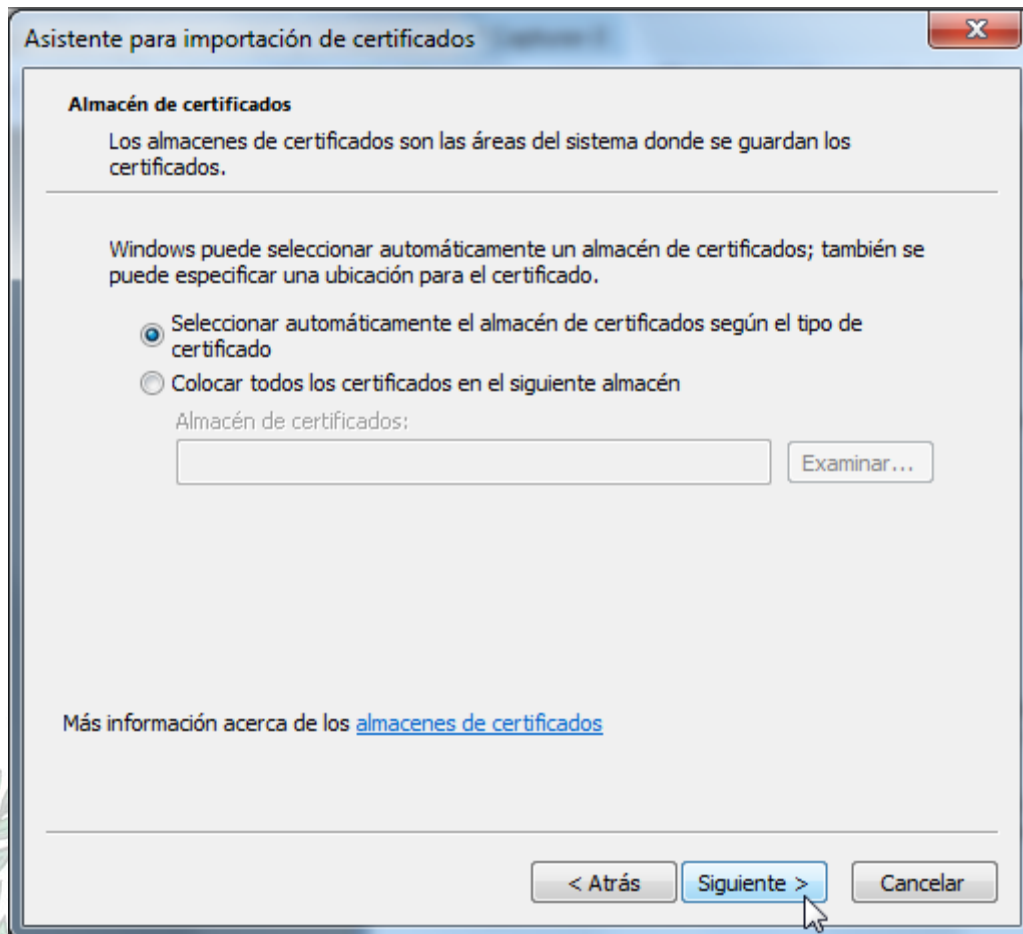 Asistente para importación de certificados
Almacén de certificados
Los almacenes de certificados son las áreas del sistema donde se guardan los
certificados.
Windows puede seleccionar automáticamente un almacén de certificados; también se
puede especificar una ubicación para el certificado.
Seleccionar automáticamente el almacén de certificados según el tipo de
certificado
Colocar todos los certificados en el siguiente almacén
Almacén de certificados:
Examinar...
Más información acerca de los almacenes de certificados
< Atrás Siguiente > Cancelar